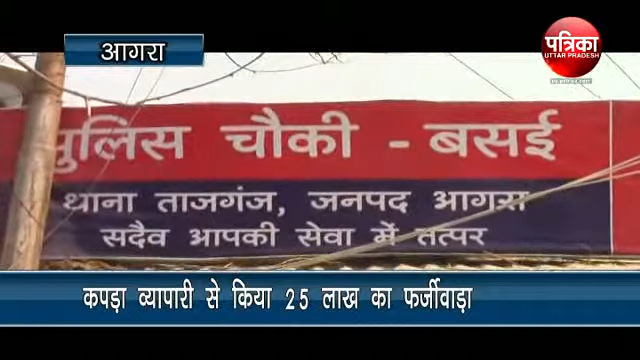 आगरा
पत्रिका
UTTAR PRADESH
पुलिस चौकी - बसई
थाना ताजगंज, जनपद आगरा
सदैव आपकी सेवा में तत्पर
कपड़ा व्यापारी से किया 25 लाख का फर्जीवाड़ा